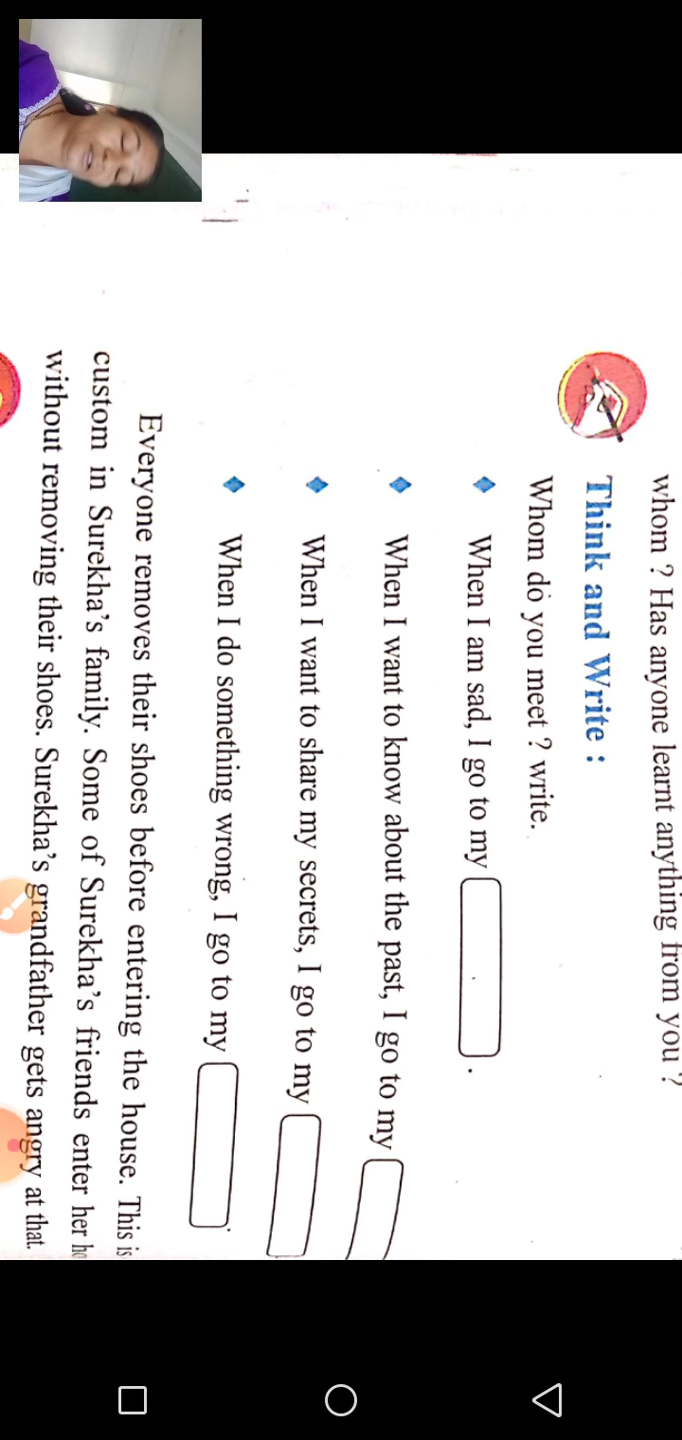 whom ? Has anyone learnt anything from you ?
Think and Write :
Whom do you meet ? write.
When I am sad, I go to my .
When I want to know about the past, I go to my
When I want to share my secrets, I go to my
When I do something wrong, I go to my .
Everyone removes their shoes before entering the house. This is
custom in Surekha's family. Some of Surekha's friends enter her
without removing their shoes. Surekha's grandfather gets angry at that.